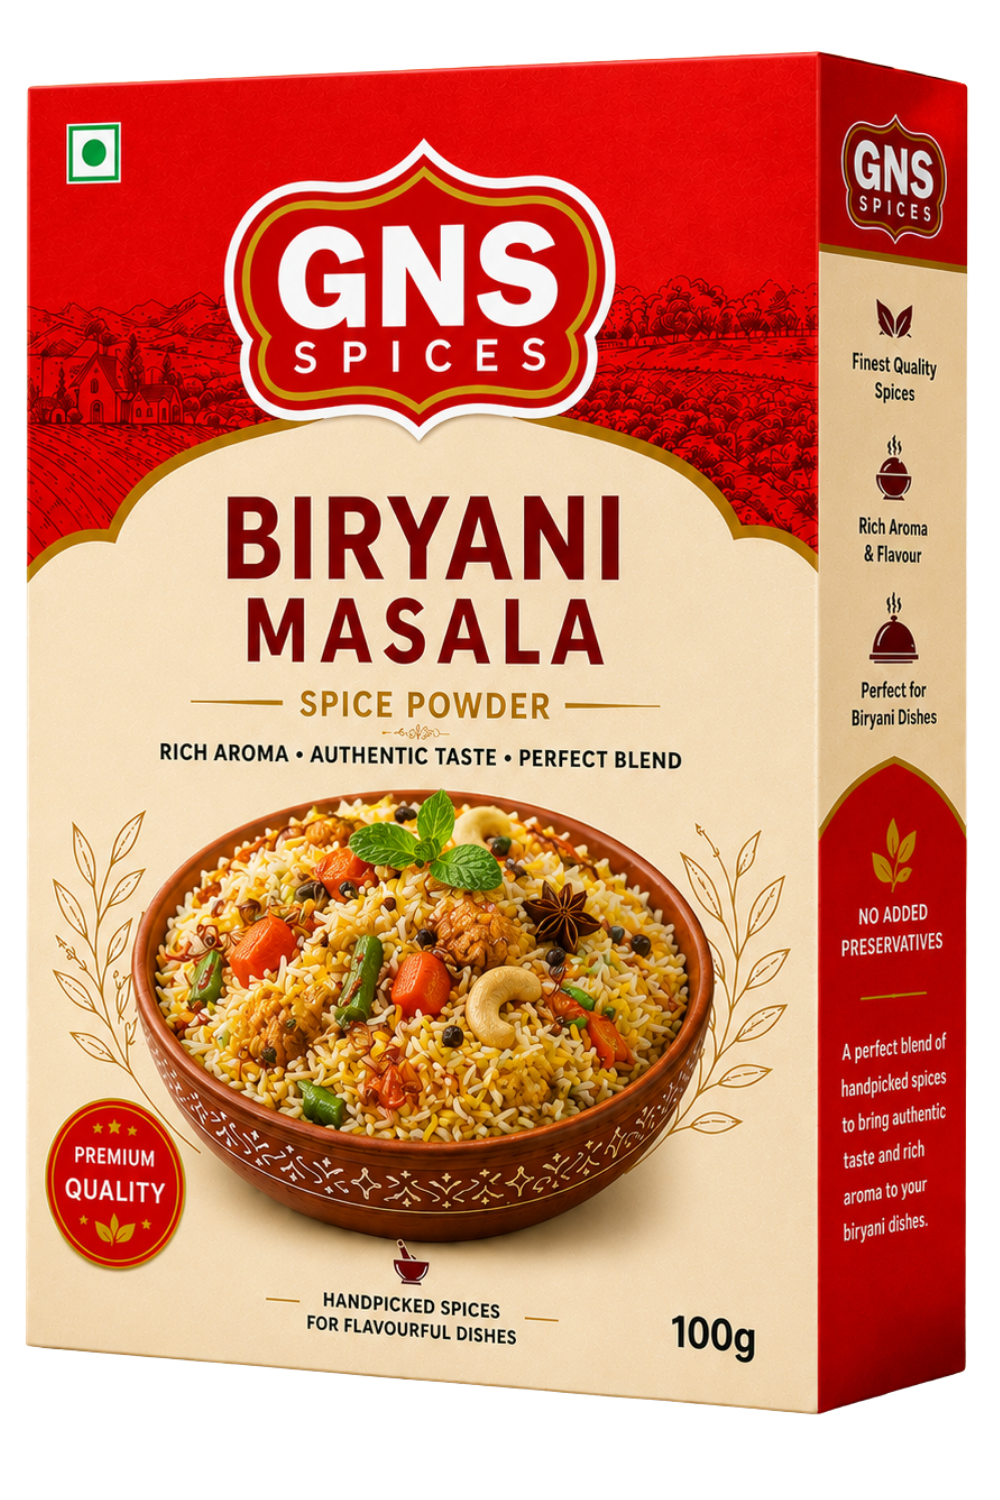 GNS
SPICES
BIRYANI
MASALA
SPICE POWDER
RICH AROMA • AUTHENTIC TASTE • PERFECT BLEND
PREMIUM
QUALITY
HANDPICKED SPICES
FOR FLAVOURFUL DISHES
100g
GNS
SPICES
Finest Quality
Spices
Rich Aroma
& Flavour
Perfect for
Biryani Dishes
NO ADDED
PRESERVATIVES
A perfect blend of
handpicked spices
to bring authentic
taste and rich
aroma to your
biryani dishes.